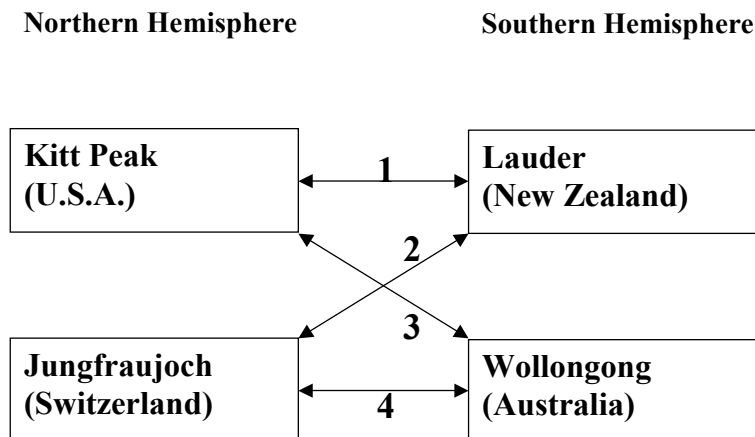 Northern Hemisphere
Southern Hemisphere
Kitt Peak
(U.S.A.)
1
Lauder
(New Zealand)
2
3
Jungfraujoch
(Switzerland)
4
Wollongong
(Australia)